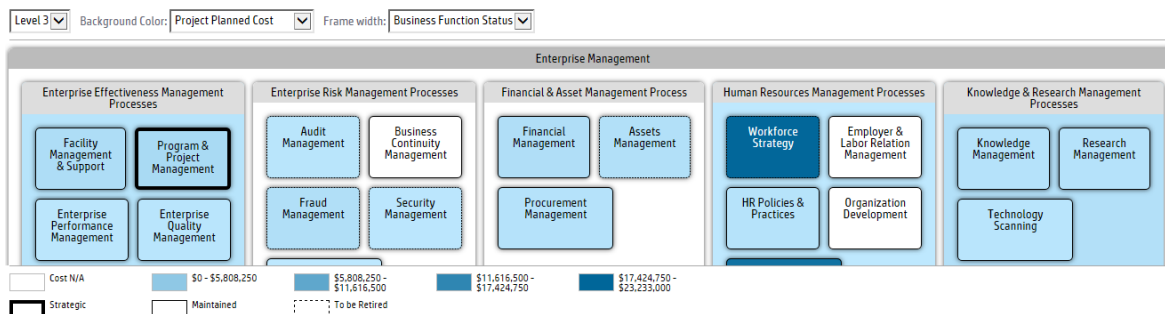 Level 3 Background Color: Project Planned Cost Frame width: Business Function Status
Enterprise Management
Enterprise Effectiveness Management
Processes
Facility
Management
& Support
Program &
Project
Management
Enterprise
Performance
Management
Enterprise
Quality
Management
Enterprise Risk Management Processes
Audit
Management
Business
Continuity
Management
Fraud
Management
Security
Management
Financial & Asset Management Process
Financial
Management
Assets
Management
Procurement
Management
Human Resources Management Processes
Workforce
Strategy
Employer &
Labor Relation
Management
HR Policies &
Practices
Organization
Development
Knowledge & Research Management
Processes
Knowledge
Management
Research
Management
Technology
Scanning
Cost N/A
$0 - $5,808,250
$5,808,250 -
$11,616,500
$11,616,500 -
$17,424,750
$17,424,750 -
$23,233,000
Strategic
Maintained
To be Retired